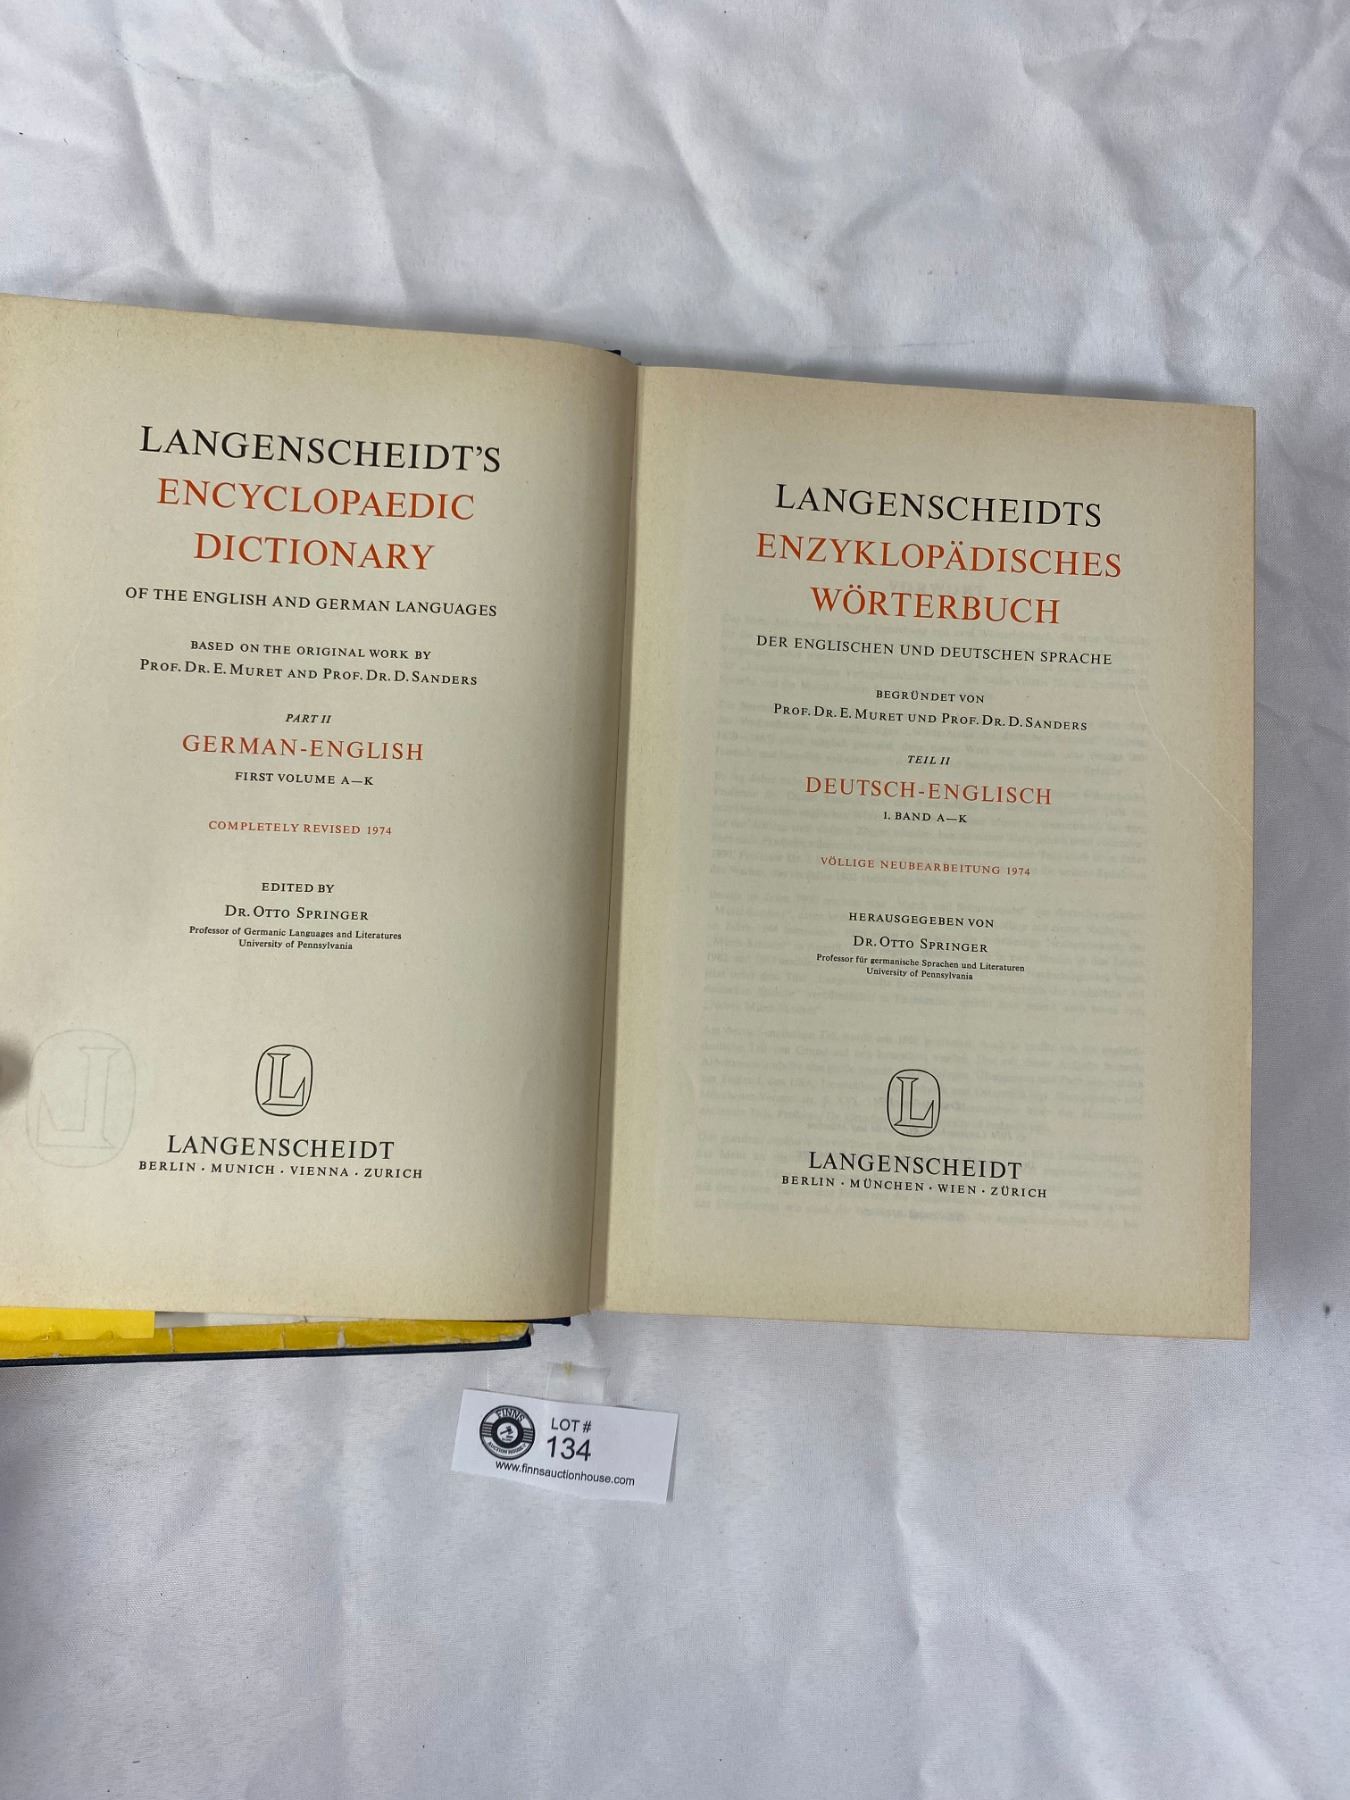 LANGENSCHEIDT'S
ENCYCLOPAEDIC
DICTIONARY
OF THE ENGLISH AND GERMAN LANGUAGES
BASED ON THE ORIGINAL WORK BY
PROF. DR. E. MURET AND PROF. DR. D. SANDERS
PART II
GERMAN-ENGLISH
FIRST VOLUME A—K
COMPLETELY REVISED 1974
EDITED BY
DR. OTTO SPRINGER
Professor of Germanic Languages and Literatures
University of Pennsylvania
L
LANGENSCHEIDT
BERLIN · MUNICH · VIENNA · ZURICH
LANGENSCHEIDTS
ENZYKLOPÄDISCHES
WÖRTERBUCH
DER ENGLISCHEN UND DEUTSCHEN SPRACHE
BEGRÜNDET VON
PROF. DR. E. MURET UND PROF. DR. D. SANDERS
TEIL II
DEUTSCH-ENGLISCH
1. BAND A—K
VÖLLIGE NEUBEARBEITUNG 1974
HERAUSGEGEBEN VON
DR. OTTO SPRINGER
Professor für germanische Sprachen und Literaturen
University of Pennsylvania
L
LANGENSCHEIDT
BERLIN · MÜNCHEN · WIEN · ZÜRICH
FINNS
AUCTION HOUSE
LOT #
134
www.finnsauctionhouse.com